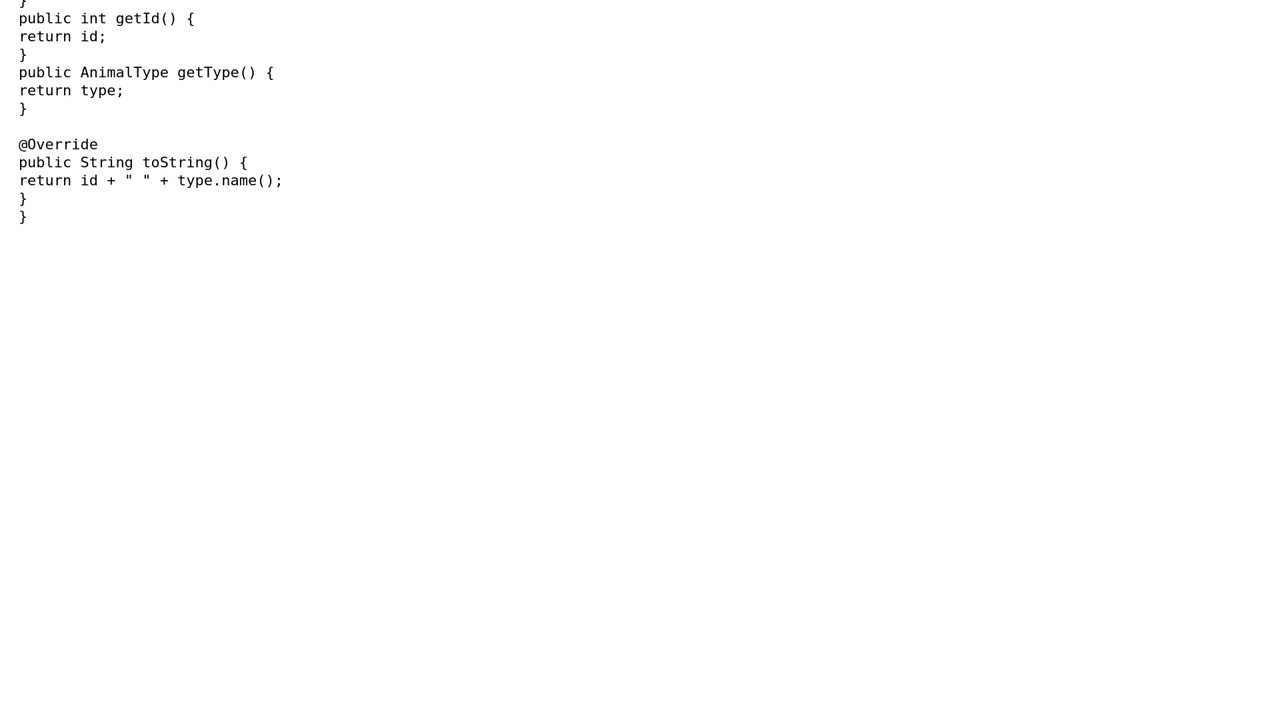 }
public int getId() {
return id;
}
public AnimalType getType() {
return type;
}

@Override
public String toString() {
return id + " " + type.name();
}
}